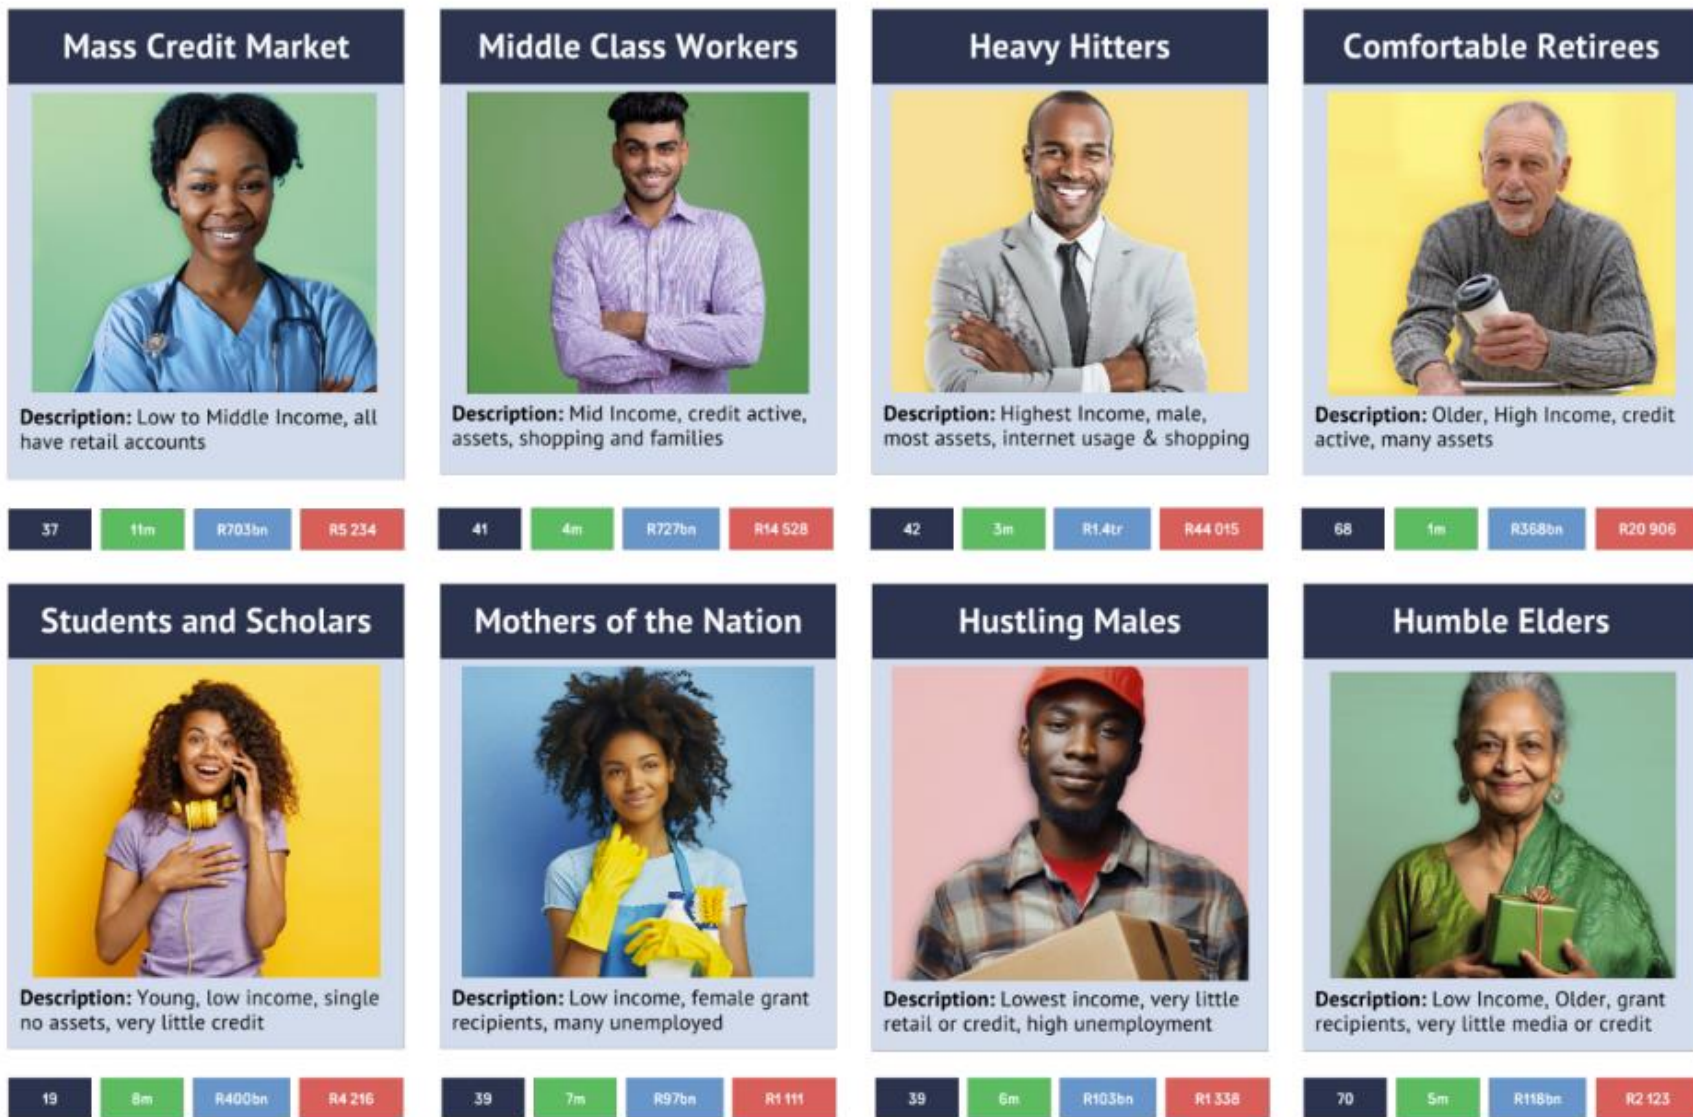 Mass Credit Market
Description: Low to Middle Income, all
have retail accounts
37 11m R703bn R5 234
Middle Class Workers
Description: Mid Income, credit active,
assets, shopping and families
41 4m R727bn R14 528
Heavy Hitters
Description: Highest Income, male,
most assets, internet usage & shopping
42 3m R1.4tr R44 015
Comfortable Retirees
Description: Older, High Income, credit
active, many assets
68 1m R368bn R20 906
Students and Scholars
Description: Young, low income, single
no assets, very little credit
19 8m R400bn R4 216
Mothers of the Nation
Description: Low income, female grant
recipients, many unemployed
39 7m R97bn R1 111
Hustling Males
Description: Lowest income, very little
retail or credit, high unemployment
39 6m R103bn R1 338
Humble Elders
Description: Low Income, Older, grant
recipients, very little media or credit
70 5m R118bn R2 123